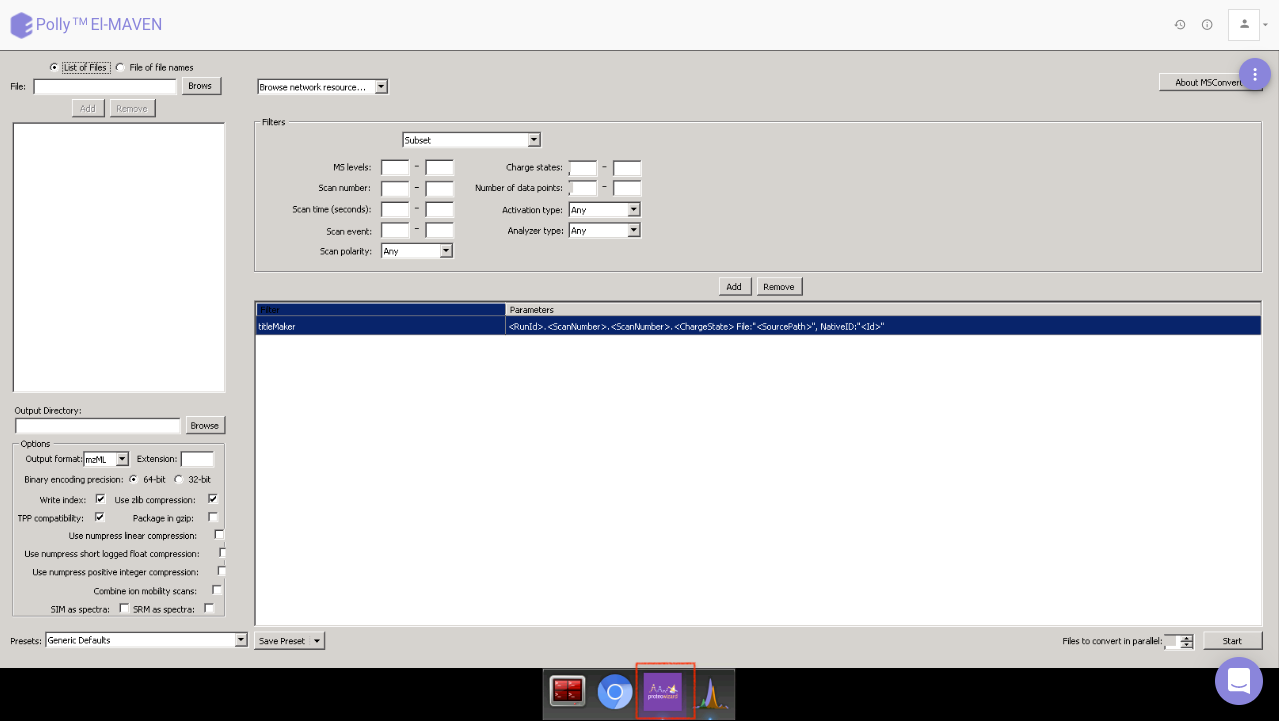 Polly™ El-MAVEN
List of Files File of file names
File: Brows
Browse network resource...
About MSConvert
Add Remove
Filters
Subset
MS levels: - Charge states: -
Scan number: - Number of data points: -
Scan time (seconds): - Activation type: Any
Scan event: - Analyzer type: Any
Scan polarity: Any
Add Remove
Filter Parameters
titleMaker <RunId>.<ScanNumber>.<ScanNumber>.<ChargeState> File:"<SourcePath>", NativeID:"<Id>"
Output Directory:
Browse
Options
Output format: mzML Extension:
Binary encoding precision: 64-bit 32-bit
Write index: Use zlib compression:
TPP compatibility: Package in gzip:
Use numpress linear compression:
Use numpress short logged float compression:
Use numpress positive integer compression:
Combine ion mobility scans:
SIM as spectra: SRM as spectra:
Presets: Generic Defaults Save Preset Files to convert in parallel: Start
proteowizard